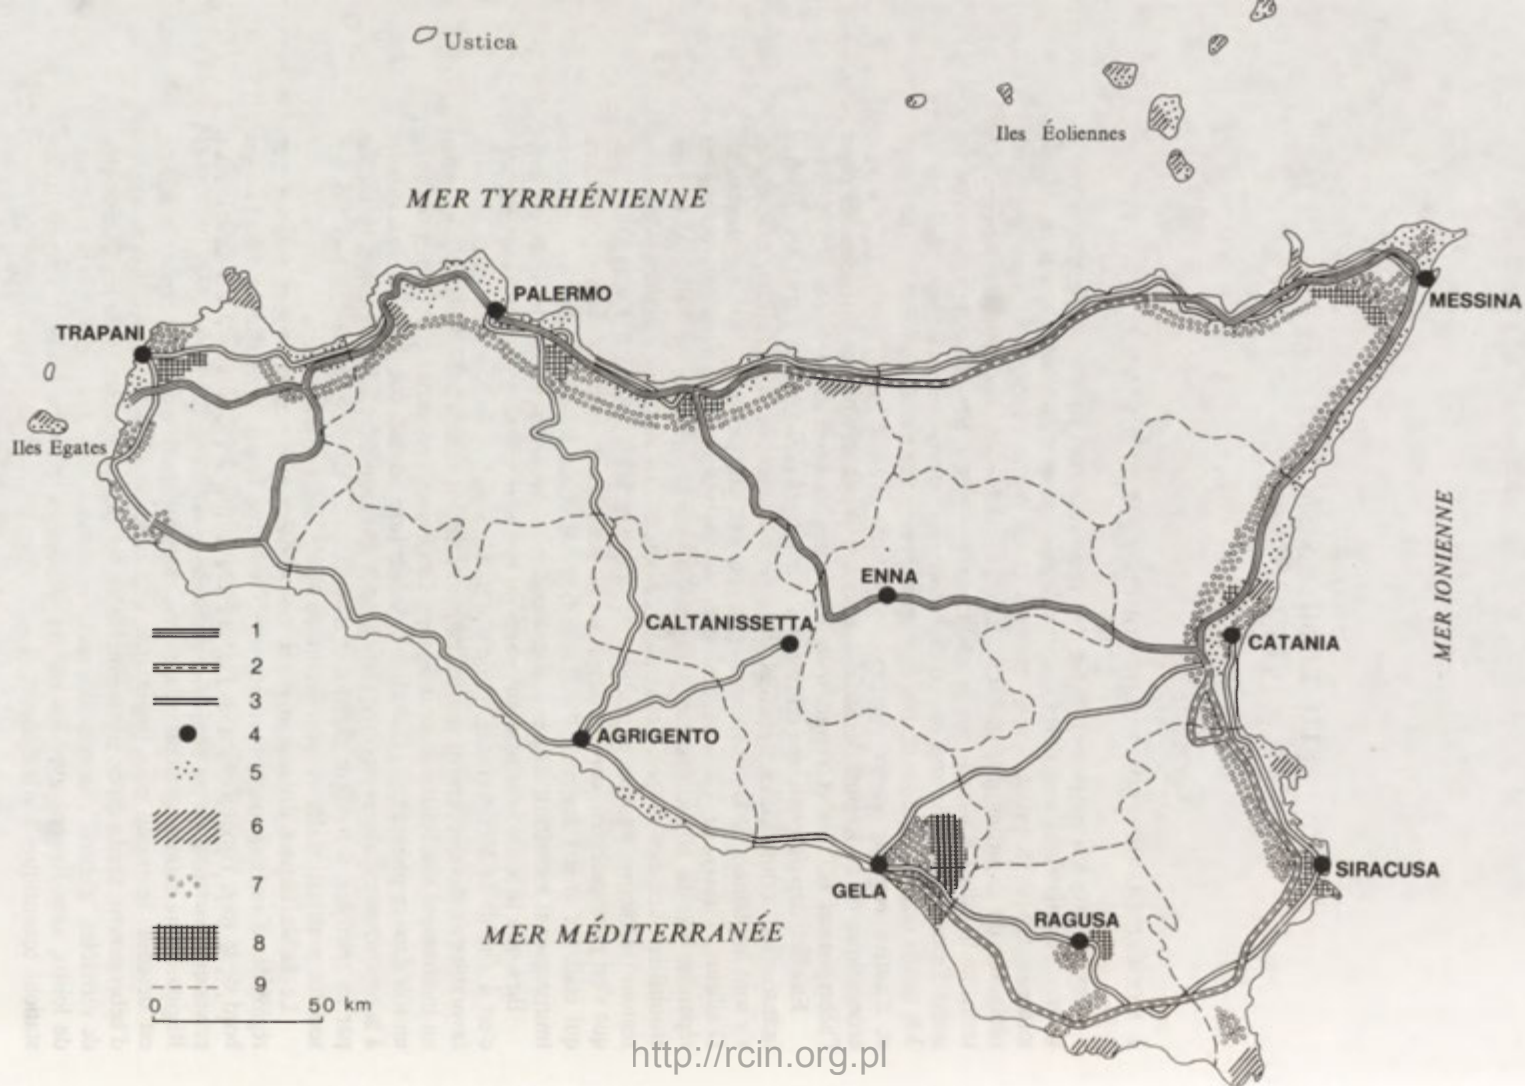 Ustica
Iles Éoliennes
MER TYRRHÉNIENNE
PALERMO
MESSINA
TRAPANI
Iles Egates
MER IONIENNE
ENNA
CALTANISSETTA
CATANIA
AGRIGENTO
1
2
3
4
5
6
7
8
9
0 50 km
GELA
SIRACUSA
RAGUSA
MER MÉDITERRANÉE
http://rcin.org.pl